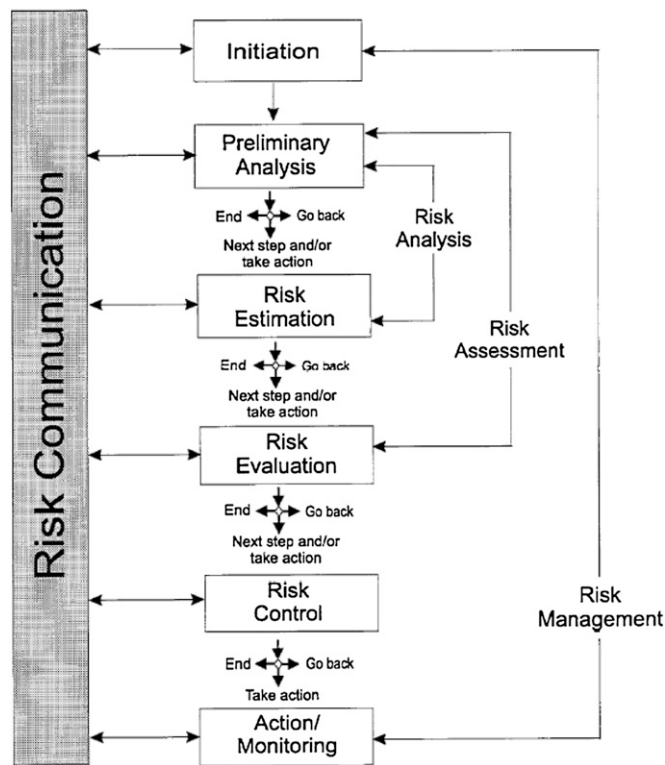 Risk Communication
Initiation
Preliminary
Analysis
End
Go back
Next step and/or
take action
Risk
Analysis
Risk
Estimation
End
Go back
Next step and/or
take action
Risk
Assessment
Risk
Evaluation
End
Go back
Next step and/or
take action
Risk
Control
Risk
Management
End
Go back
Take action
Action/
Monitoring